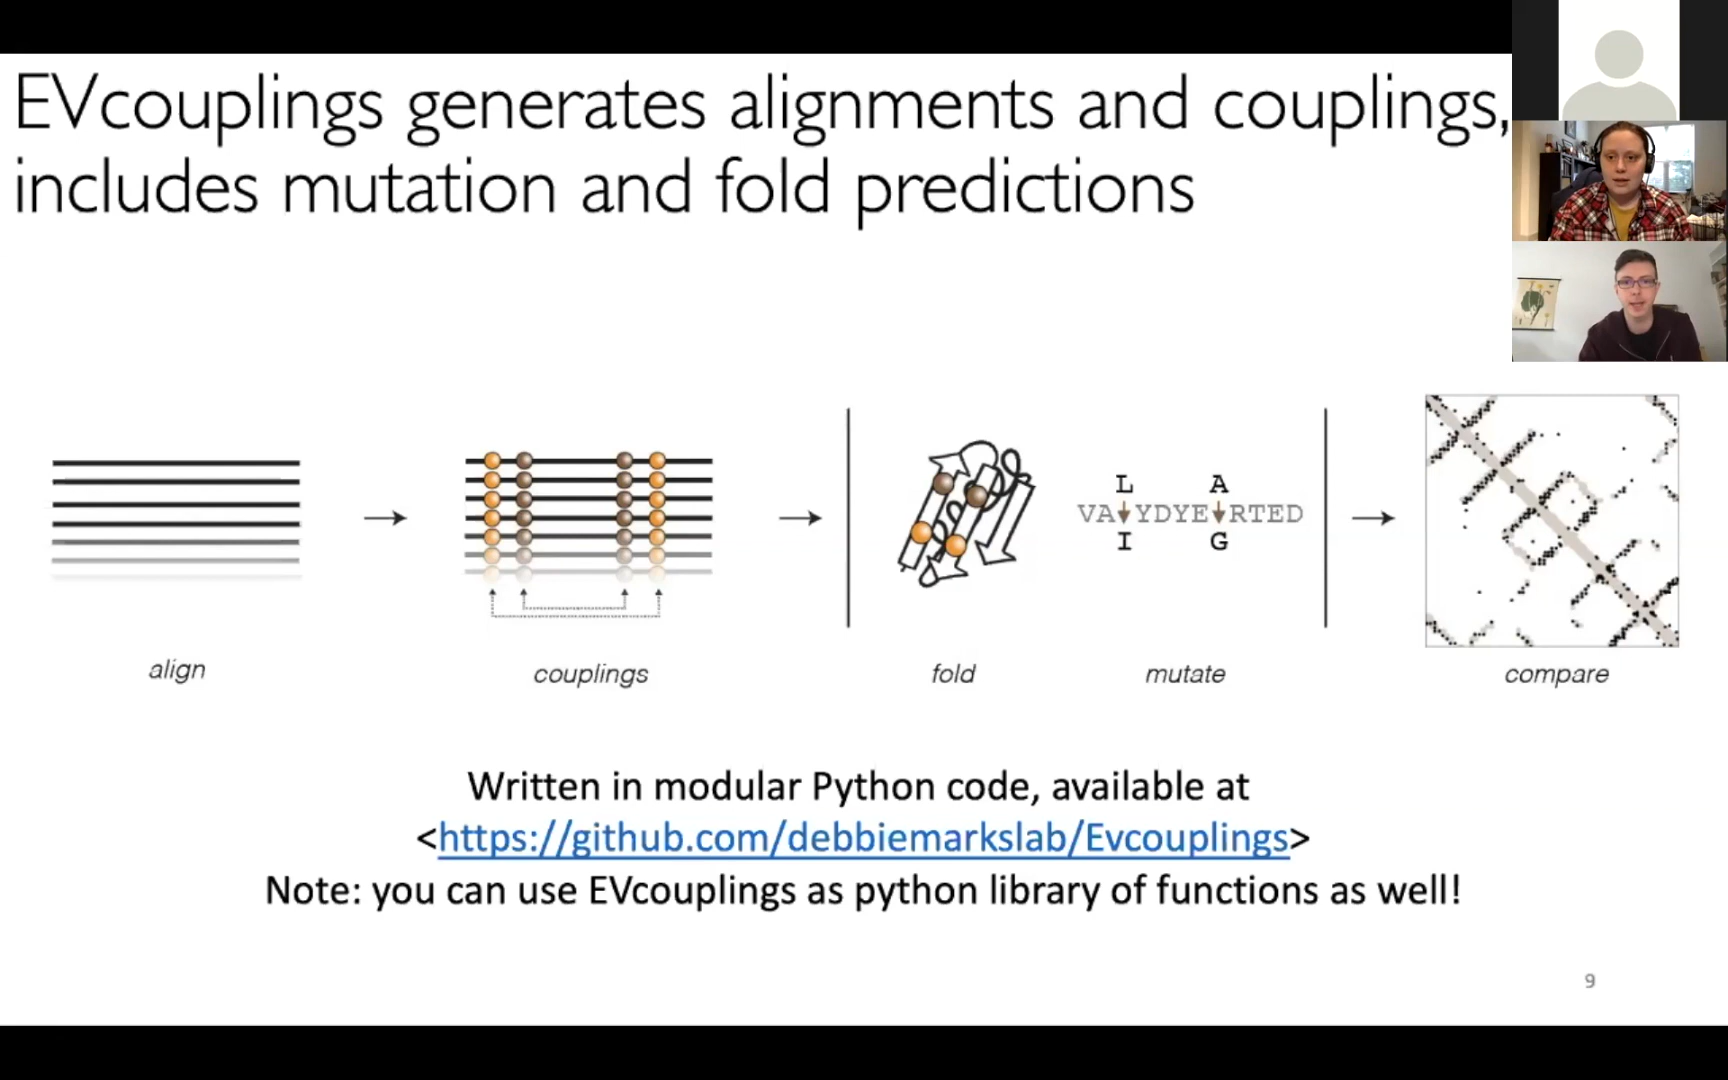 EVcouplings generates alignments and couplings,
includes mutation and fold predictions
L A
VA YDYE RTED
I G
align
couplings
fold
mutate
compare
Written in modular Python code, available at
<https://github.com/debbiemarkslab/Evcouplings>
Note: you can use EVcouplings as python library of functions as well!
9